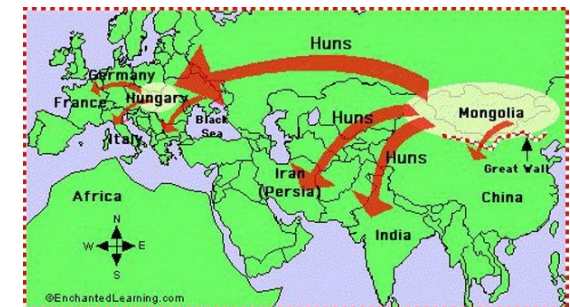 Huns
Germany
Hungary
France
Italy
Black
Sea
Huns
Huns
Mongolia
Great Wall
China
Iran
(Persia)
India
Africa
N
W
E
S
©EnchantedLearning.com